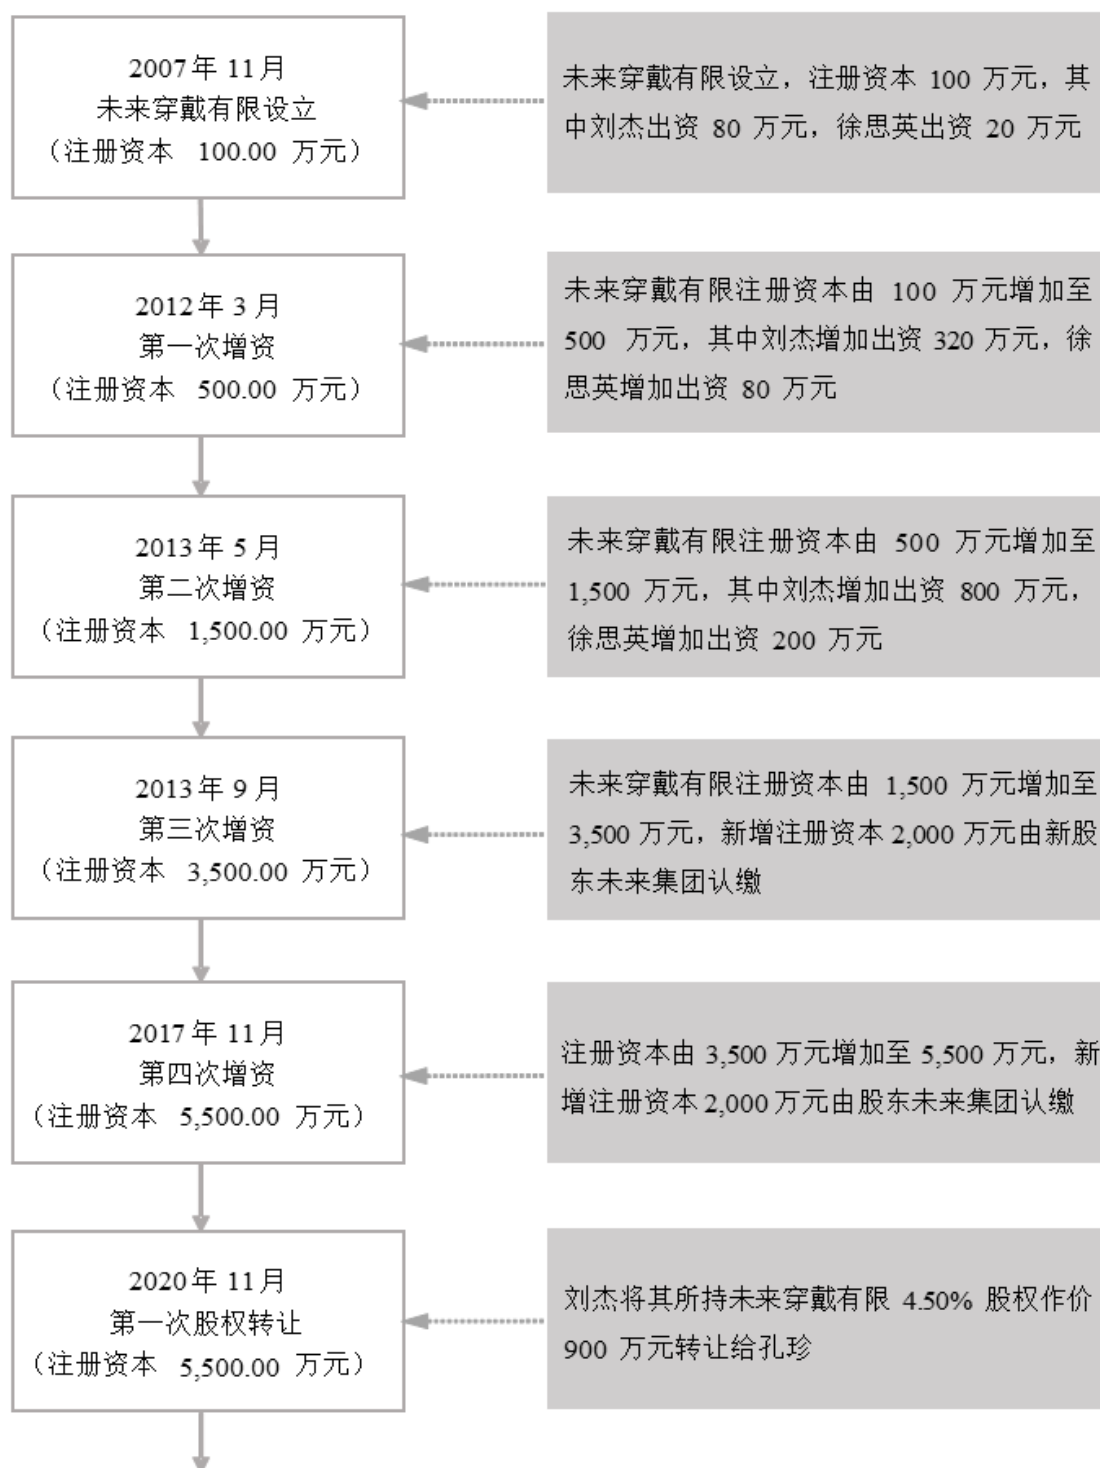 2007年 11月
未来穿戴有限设立
（注册资本 100.00 万元）
未来穿戴有限设立，注册资本 100 万元，其
中刘杰出资 80 万元，徐思英出资 20 万元
2012年 3月
第一次增资
（注册资本 500.00 万元）
未来穿戴有限注册资本由 100 万元增加至
500 万元，其中刘杰增加出资 320 万元，徐
思英增加出资 80 万元
2013年 5月
第二次增资
（注册资本 1,500.00 万元）
未来穿戴有限注册资本由 500 万元增加至
1,500 万元，其中刘杰增加出资 800 万元，
徐思英增加出资 200 万元
2013年 9月
第三次增资
（注册资本 3,500.00 万元）
未来穿戴有限注册资本由 1,500 万元增加至
3,500 万元，新增注册资本 2,000 万元由新股
东未来集团认缴
2017年 11月
第四次增资
（注册资本 5,500.00 万元）
注册资本由 3,500 万元增加至 5,500 万元，新
增注册资本 2,000 万元由股东未来集团认缴
2020年 11月
第一次股权转让
（注册资本 5,500.00 万元）
刘杰将其所持未来穿戴有限 4.50% 股权作价
900 万元转让给孔珍